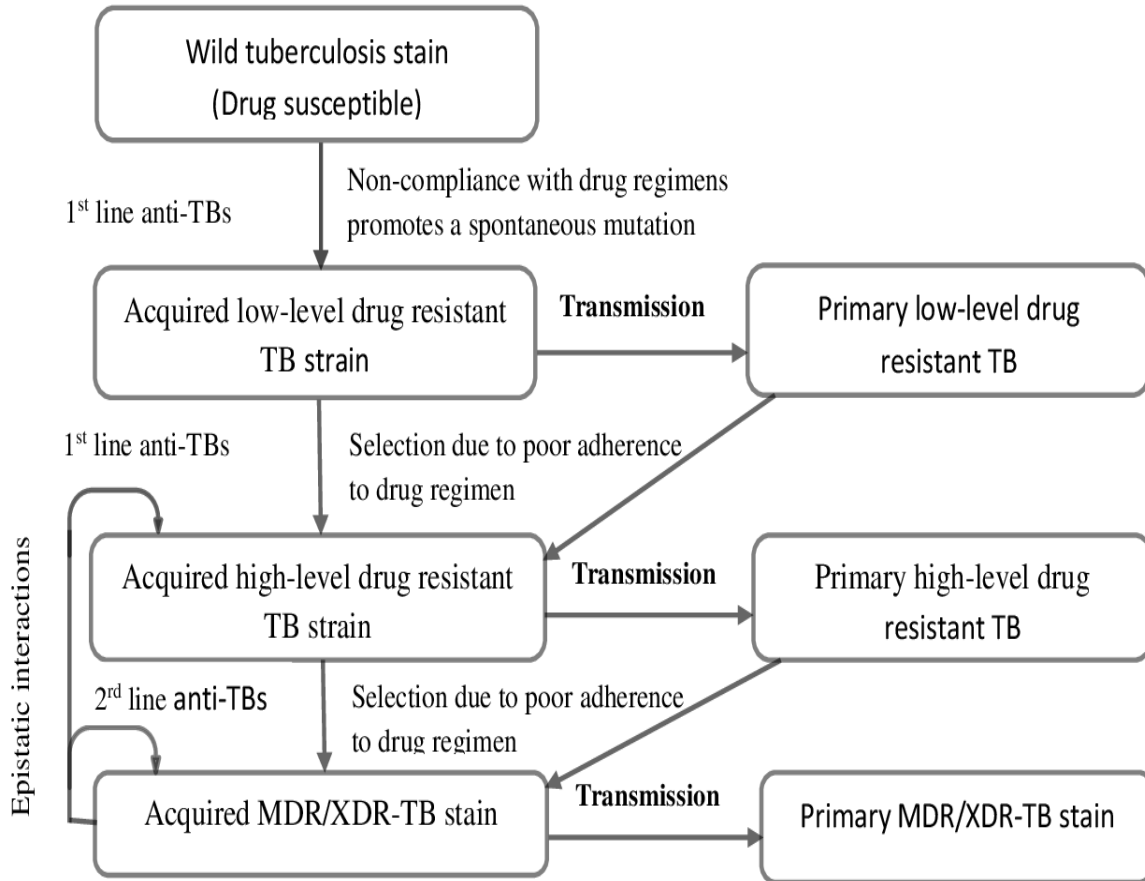 Wild tuberculosis stain
(Drug susceptible)
1st line anti-TBs
Non-compliance with drug regimens
promotes a spontaneous mutation
Acquired low-level drug resistant
TB strain
Transmission
Primary low-level drug
resistant TB
1st line anti-TBs
Selection due to poor adherence
to drug regimen
Epistatic interactions
Acquired high-level drug resistant
TB strain
Transmission
Primary high-level drug
resistant TB
2nd line anti-TBs
Selection due to poor adherence
to drug regimen
Acquired MDR/XDR-TB stain
Transmission
Primary MDR/XDR-TB stain